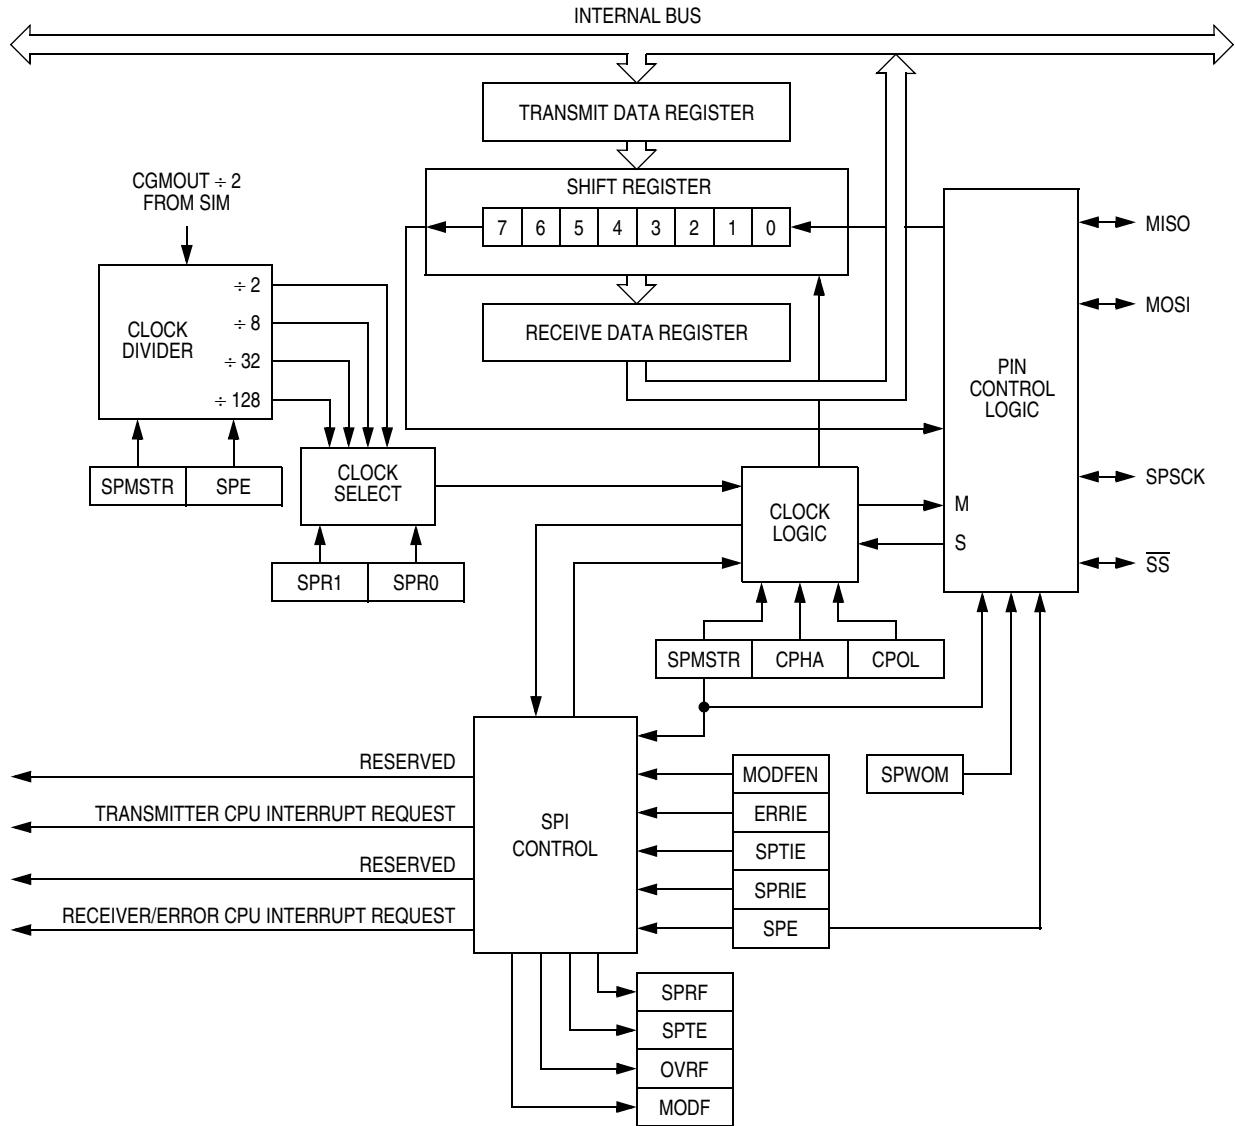 INTERNAL BUS
TRANSMIT DATA REGISTER
CGMOUT ÷ 2
FROM SIM
SHIFT REGISTER
7 6 5 4 3 2 1 0
MISO
÷ 2
CLOCK
DIVIDER
÷ 8
÷ 32
÷ 128
RECEIVE DATA REGISTER
MOSI
PIN
CONTROL
LOGIC
SPMSTR SPE
CLOCK
SELECT
SPR1 SPR0
CLOCK
LOGIC
M
S
SPSCK
SS
SPMSTR CPHA CPOL
RESERVED
TRANSMITTER CPU INTERRUPT REQUEST
RESERVED
RECEIVER/ERROR CPU INTERRUPT REQUEST
SPI
CONTROL
MODFEN
ERRIE
SPTIE
SPRIE
SPE
SPWOM
SPRF
SPTE
OVRF
MODF